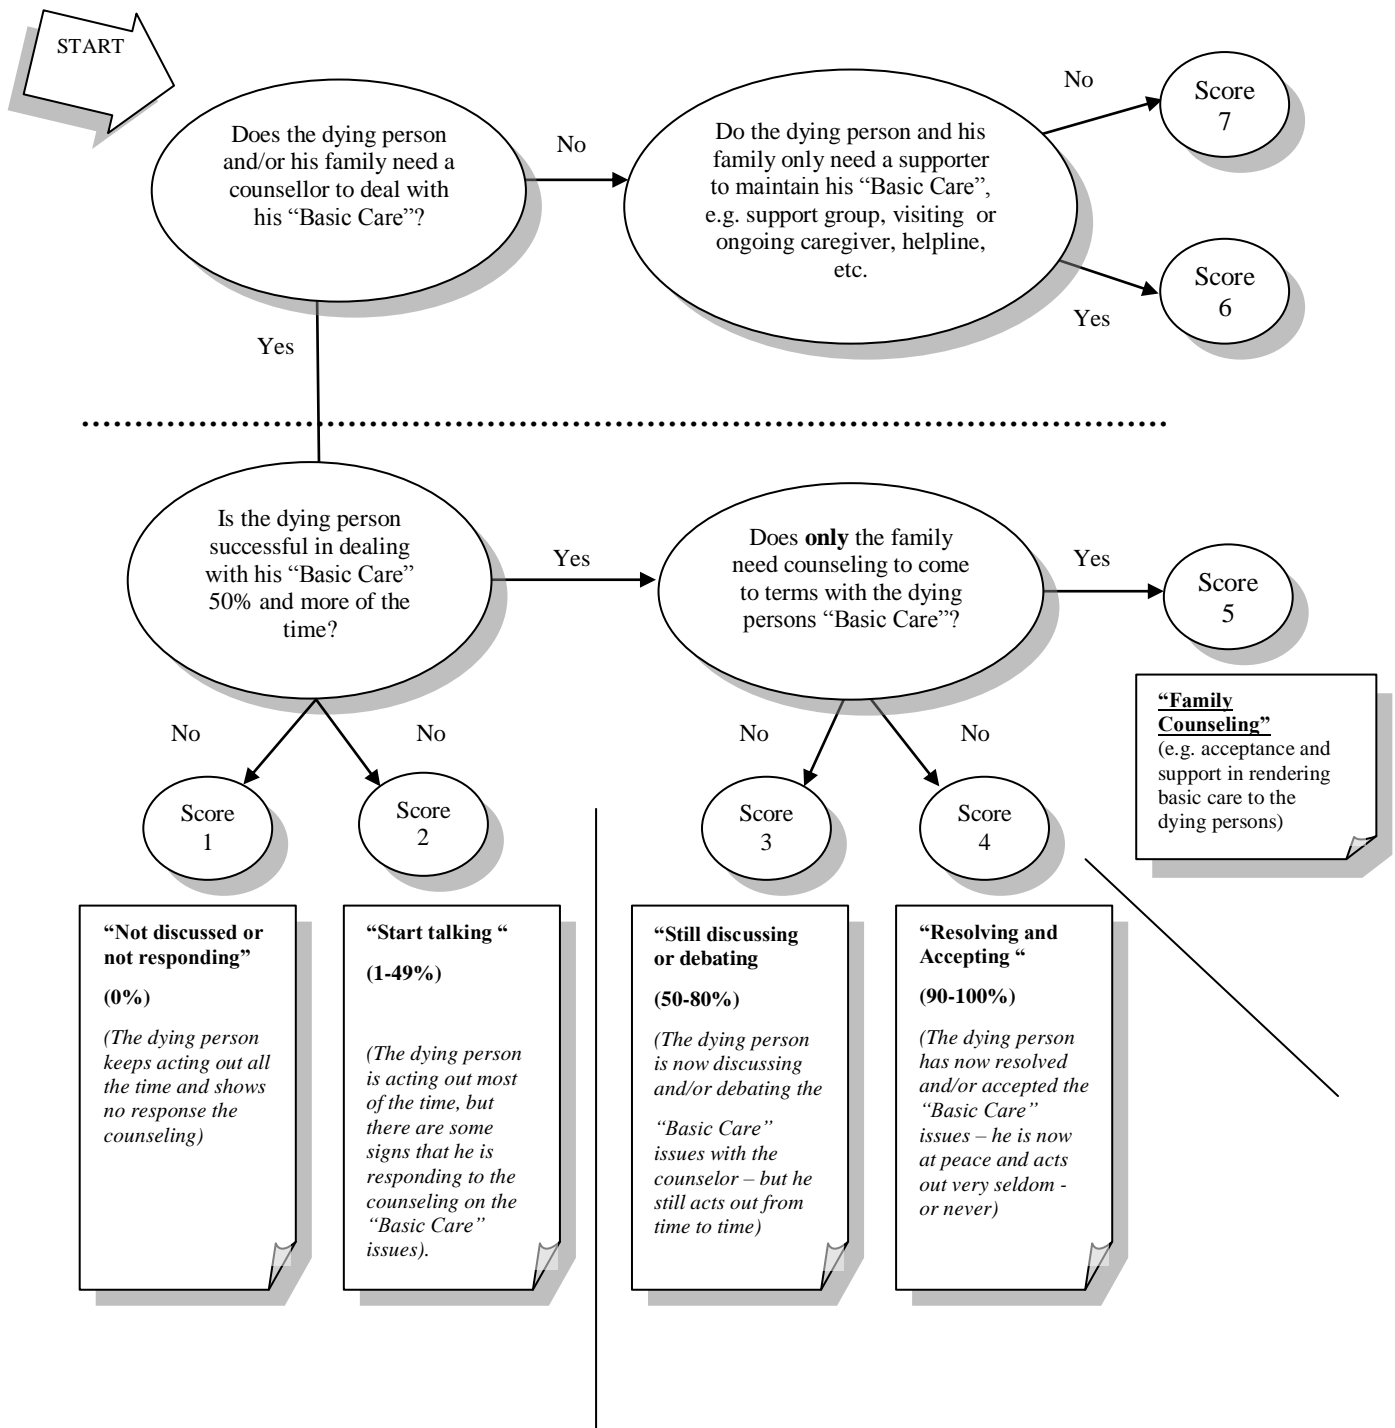 START
Does the dying person
and/or his family need a
counsellor to deal with
his “Basic Care”?
No
Do the dying person and his
family only need a supporter
to maintain his “Basic Care”,
e.g. support group, visiting or
ongoing caregiver, helpline,
etc.
No
Score
7
Yes
Score
6
Yes
Is the dying person
successful in dealing
with his “Basic Care”
50% and more of the
time?
Yes
Does only the family
need counseling to come
to terms with the dying
persons “Basic Care”?
Yes
Score
5
“Family
Counseling”
(e.g. acceptance and
support in rendering
basic care to the
dying persons)
No
No
No
No
Score
1
Score
2
Score
3
Score
4
“Not discussed or
not responding”
(0%)
(The dying person
keeps acting out all
the time and shows
no response the
counseling)
“Start talking “
(1-49%)
(The dying person
is acting out most
of the time, but
there are some
signs that he is
responding to the
counseling on the
“Basic Care”
issues).
“Still discussing
or debating
(50-80%)
(The dying person
is now discussing
and/or debating the
“Basic Care”
issues with the
counselor – but he
still acts out from
time to time)
“Resolving and
Accepting “
(90-100%)
(The dying person
has now resolved
and/or accepted the
“Basic Care”
issues – he is now
at peace and acts
out very seldom -
or never)